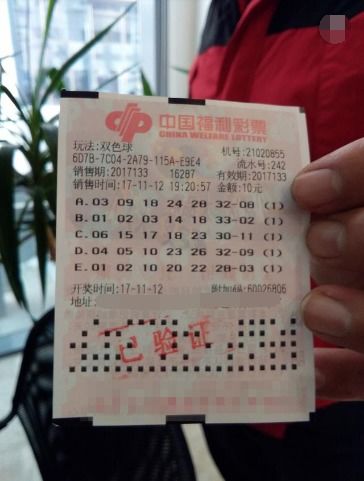 中国福利彩票
CHINA WELFARE LOTTERY
玩法:双色球 机号:21020855
6D7B-7C04-2A79-115A-E9E4 流水号:242
销售期:2017133 16287 有效期:2017133
销售时间:17-11-12 19:20:57 金额:10元
A.03 09 18 24 28 32-08 (1)
B.01 02 03 14 18 33-02 (1)
C.06 15 17 18 23 30-11 (1)
D.04 05 10 23 26 32-09 (1)
E.01 02 10 20 22 28-03 (1)
开奖时间:17-11-12 附加码:60026806
地址:
已验证